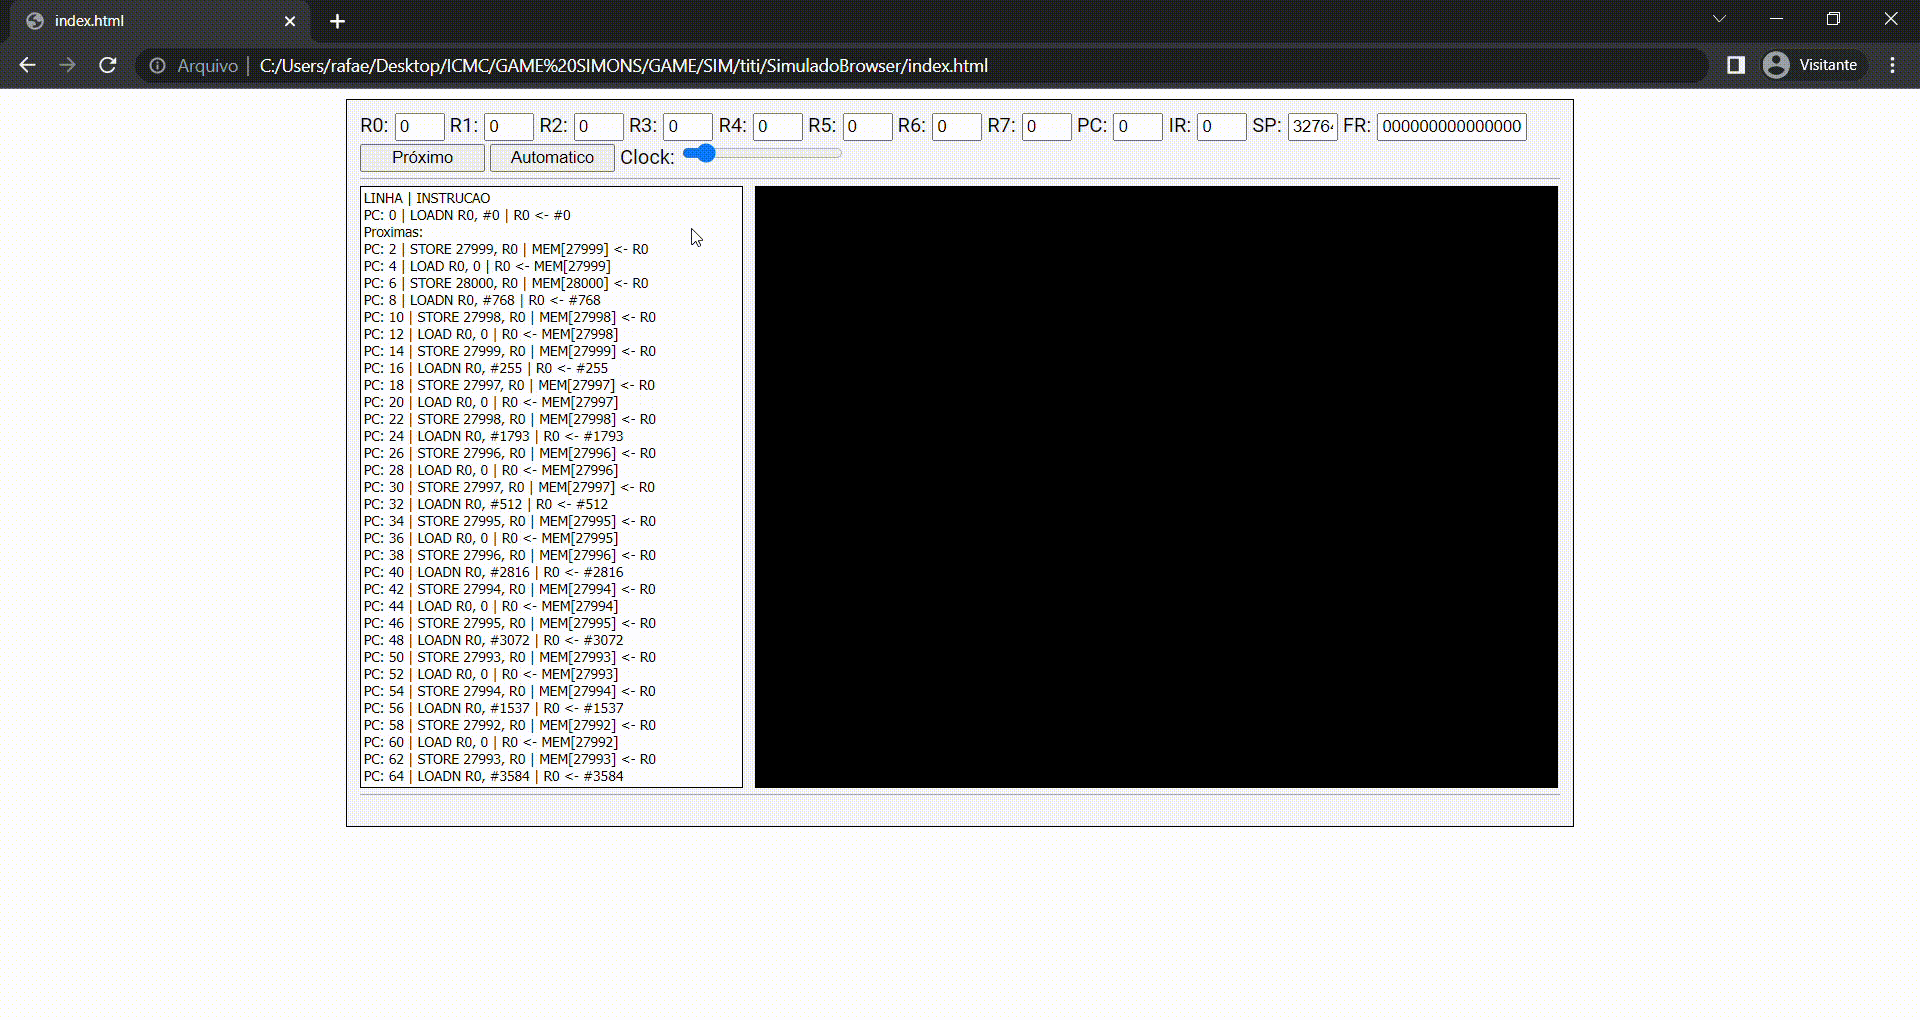 index.html
Arquivo | C:/Users/rafae/Desktop/ICMC/GAME%20SIMONS/GAME/SIM/titi/SimuladoBrowser/index.html
Visitante
R0: 0 R1: 0 R2: 0 R3: 0 R4: 0 R5: 0 R6: 0 R7: 0 PC: 0 IR: 0 SP: 32764 FR: 000000000000000
Próximo Automatico Clock:
LINHA | INSTRUCAO
PC: 0 | LOADN R0, #0 | R0 <- #0
Proximas:
PC: 2 | STORE 27999, R0 | MEM[27999] <- R0
PC: 4 | LOAD R0, 0 | R0 <- MEM[27999]
PC: 6 | STORE 28000, R0 | MEM[28000] <- R0
PC: 8 | LOADN R0, #768 | R0 <- #768
PC: 10 | STORE 27998, R0 | MEM[27998] <- R0
PC: 12 | LOAD R0, 0 | R0 <- MEM[27998]
PC: 14 | STORE 27999, R0 | MEM[27999] <- R0
PC: 16 | LOADN R0, #255 | R0 <- #255
PC: 18 | STORE 27997, R0 | MEM[27997] <- R0
PC: 20 | LOAD R0, 0 | R0 <- MEM[27997]
PC: 22 | STORE 27998, R0 | MEM[27998] <- R0
PC: 24 | LOADN R0, #1793 | R0 <- #1793
PC: 26 | STORE 27996, R0 | MEM[27996] <- R0
PC: 28 | LOAD R0, 0 | R0 <- MEM[27996]
PC: 30 | STORE 27997, R0 | MEM[27997] <- R0
PC: 32 | LOADN R0, #512 | R0 <- #512
PC: 34 | STORE 27995, R0 | MEM[27995] <- R0
PC: 36 | LOAD R0, 0 | R0 <- MEM[27995]
PC: 38 | STORE 27996, R0 | MEM[27996] <- R0
PC: 40 | LOADN R0, #2816 | R0 <- #2816
PC: 42 | STORE 27994, R0 | MEM[27994] <- R0
PC: 44 | LOAD R0, 0 | R0 <- MEM[27994]
PC: 46 | STORE 27995, R0 | MEM[27995] <- R0
PC: 48 | LOADN R0, #3072 | R0 <- #3072
PC: 50 | STORE 27993, R0 | MEM[27993] <- R0
PC: 52 | LOAD R0, 0 | R0 <- MEM[27993]
PC: 54 | STORE 27994, R0 | MEM[27994] <- R0
PC: 56 | LOADN R0, #1537 | R0 <- #1537
PC: 58 | STORE 27992, R0 | MEM[27992] <- R0
PC: 60 | LOAD R0, 0 | R0 <- MEM[27992]
PC: 62 | STORE 27993, R0 | MEM[27993] <- R0
PC: 64 | LOADN R0, #3584 | R0 <- #3584